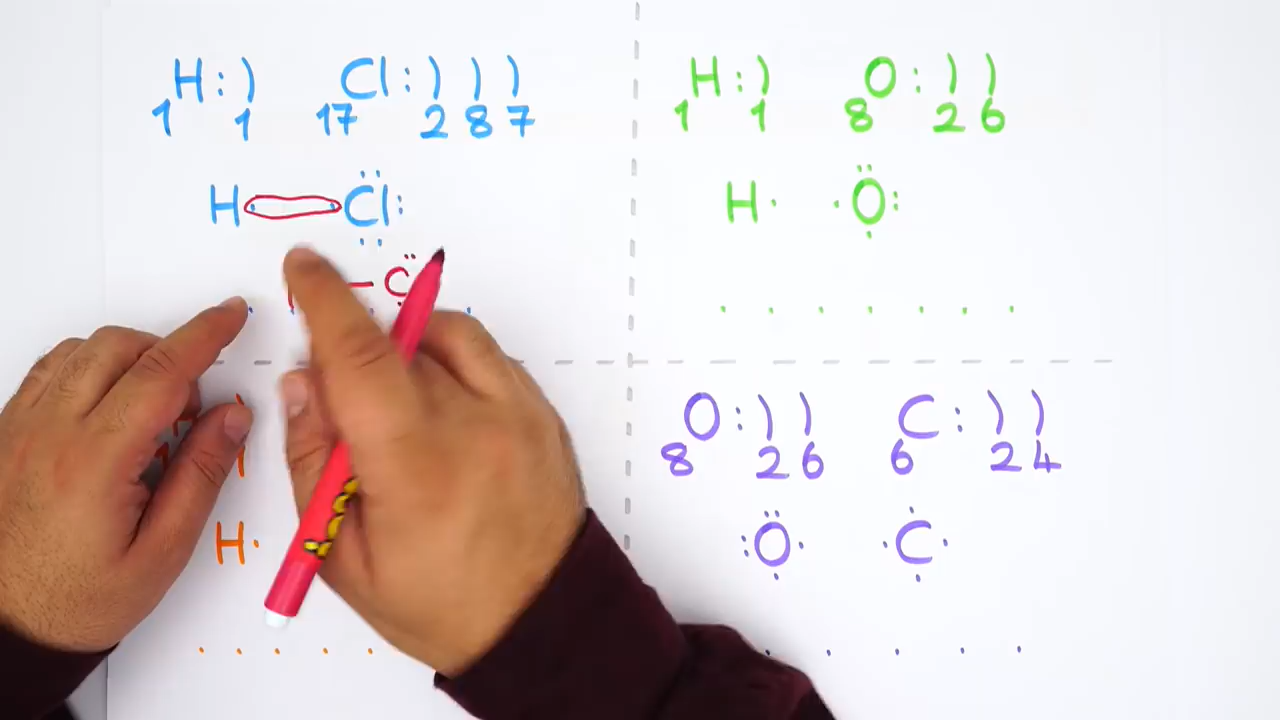 H : ) Cl : ) ) )
1 1 17 2 8 7
H Cl
H : ) O : ) )
1 1 8 2 6
H O
O : ) ) C : ) )
8 2 6 6 2 4
O C
H